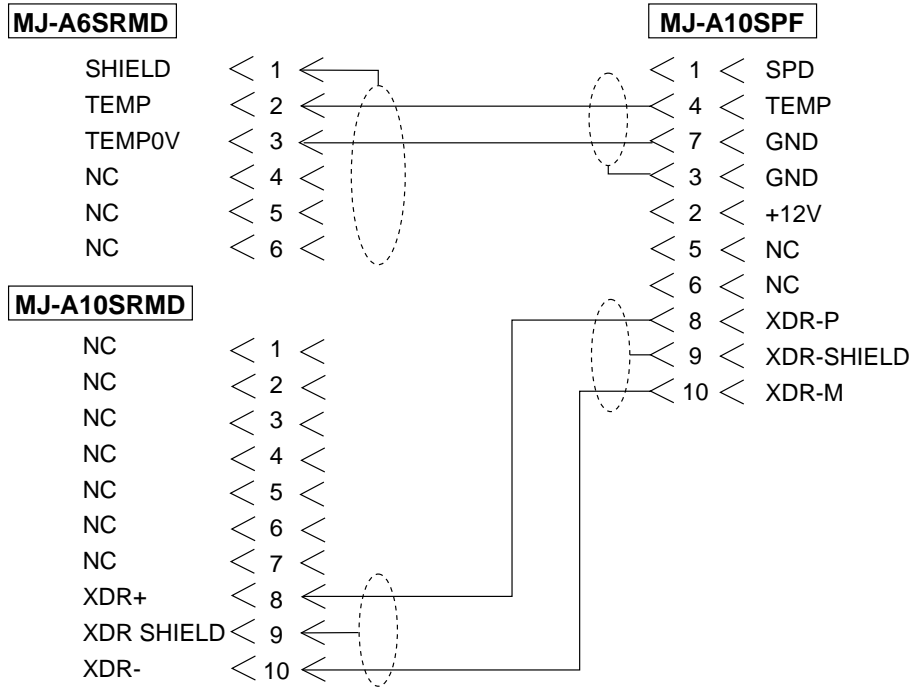 MJ-A6SRMD
SHIELD 1
TEMP 2
TEMP0V 3
NC 4
NC 5
NC 6
MJ-A10SRMD
NC 1
NC 2
NC 3
NC 4
NC 5
NC 6
NC 7
XDR+ 8
XDR SHIELD 9
XDR- 10
MJ-A10SPF
1 SPD
4 TEMP
7 GND
3 GND
2 +12V
5 NC
6 NC
8 XDR-P
9 XDR-SHIELD
10 XDR-M